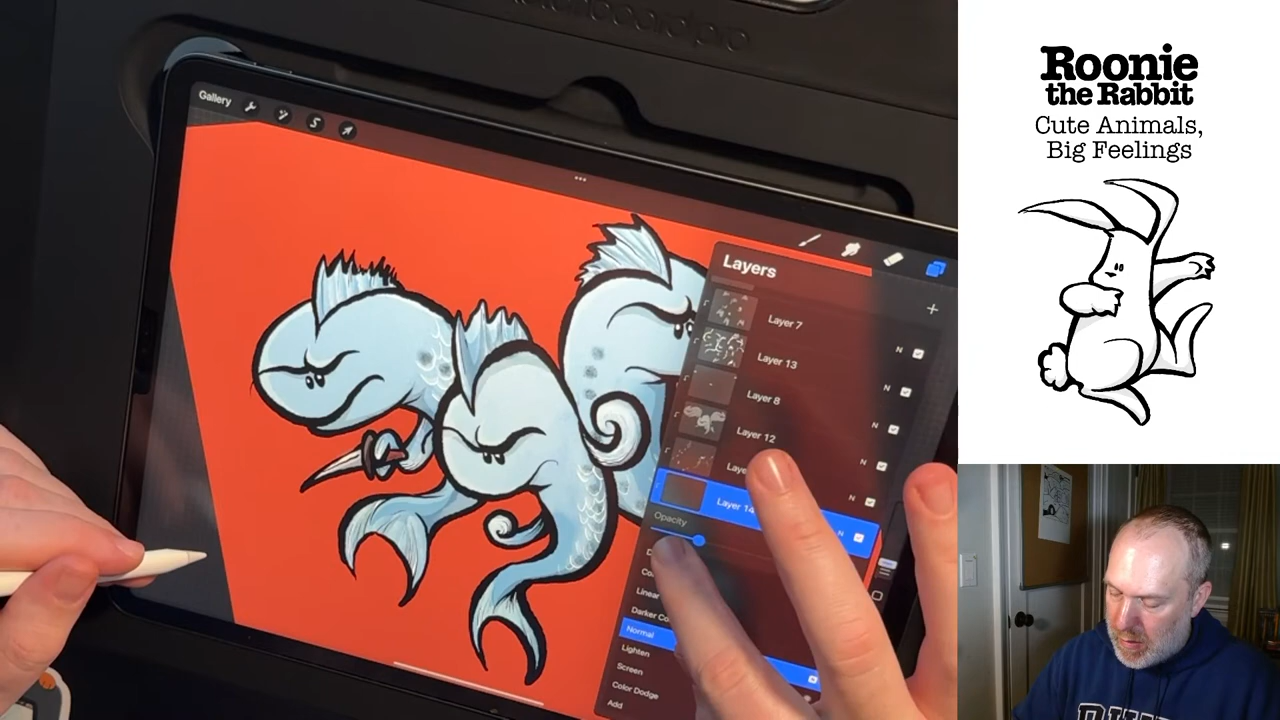 Gallery
S
Layers
Layer 7
N
Layer 13
N
Layer 8
N
Layer 12
N
N
Layer 14
N
Opacity
Linear
Darker
Normal
Lighten
Screen
Color Dodge
Add
Roonie
the Rabbit
Cute Animals,
Big Feelings